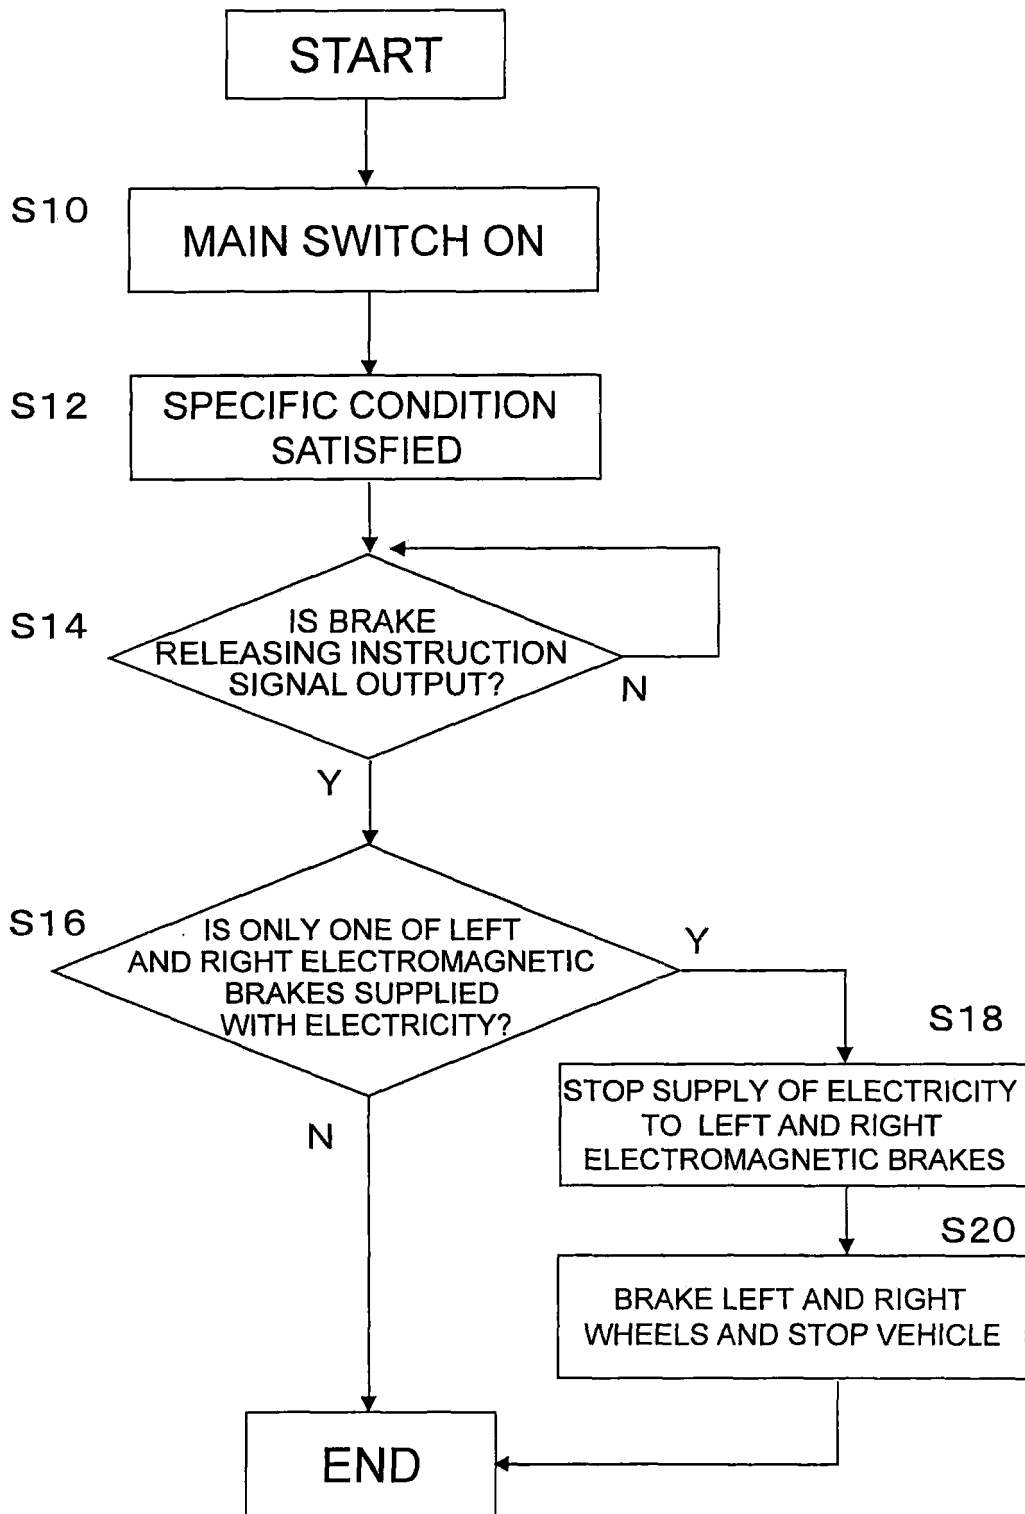 START
S10
MAIN SWITCH ON
S12
SPECIFIC CONDITION
SATISFIED
S14
IS BRAKE
RELEASING INSTRUCTION
SIGNAL OUTPUT?
N
Y
S16
IS ONLY ONE OF LEFT
AND RIGHT ELECTROMAGNETIC
BRAKES SUPPLIED
WITH ELECTRICITY?
Y
N
S18
STOP SUPPLY OF ELECTRICITY
TO LEFT AND RIGHT
ELECTROMAGNETIC BRAKES
S20
BRAKE LEFT AND RIGHT
WHEELS AND STOP VEHICLE
END